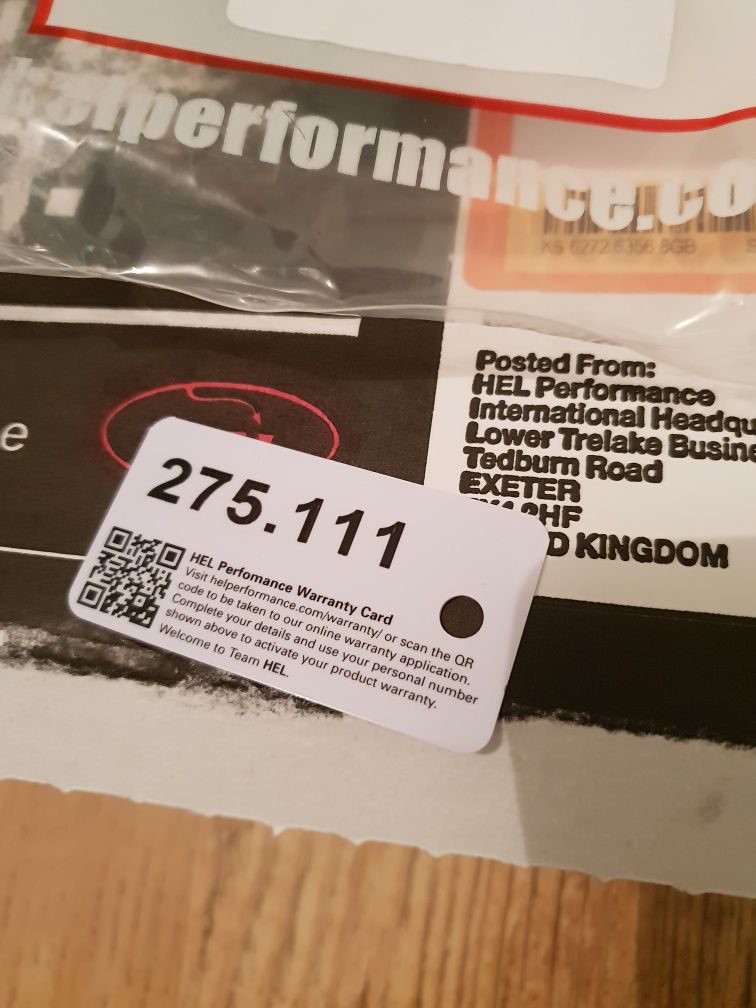 helperformance.co
KS 6272 6356 8GB
Posted From:
HEL Performance
International Headqu
Lower Trelake Busine
Tedburn Road
EXETER
2HF
D KINGDOM
e
275.111
HEL Perfomance Warranty Card
Visit helperformance.com/warranty/ or scan the QR
code to be taken to our online warranty application.
Complete your details and use your personal number
shown above to activate your product warranty.
Welcome to Team HEL.